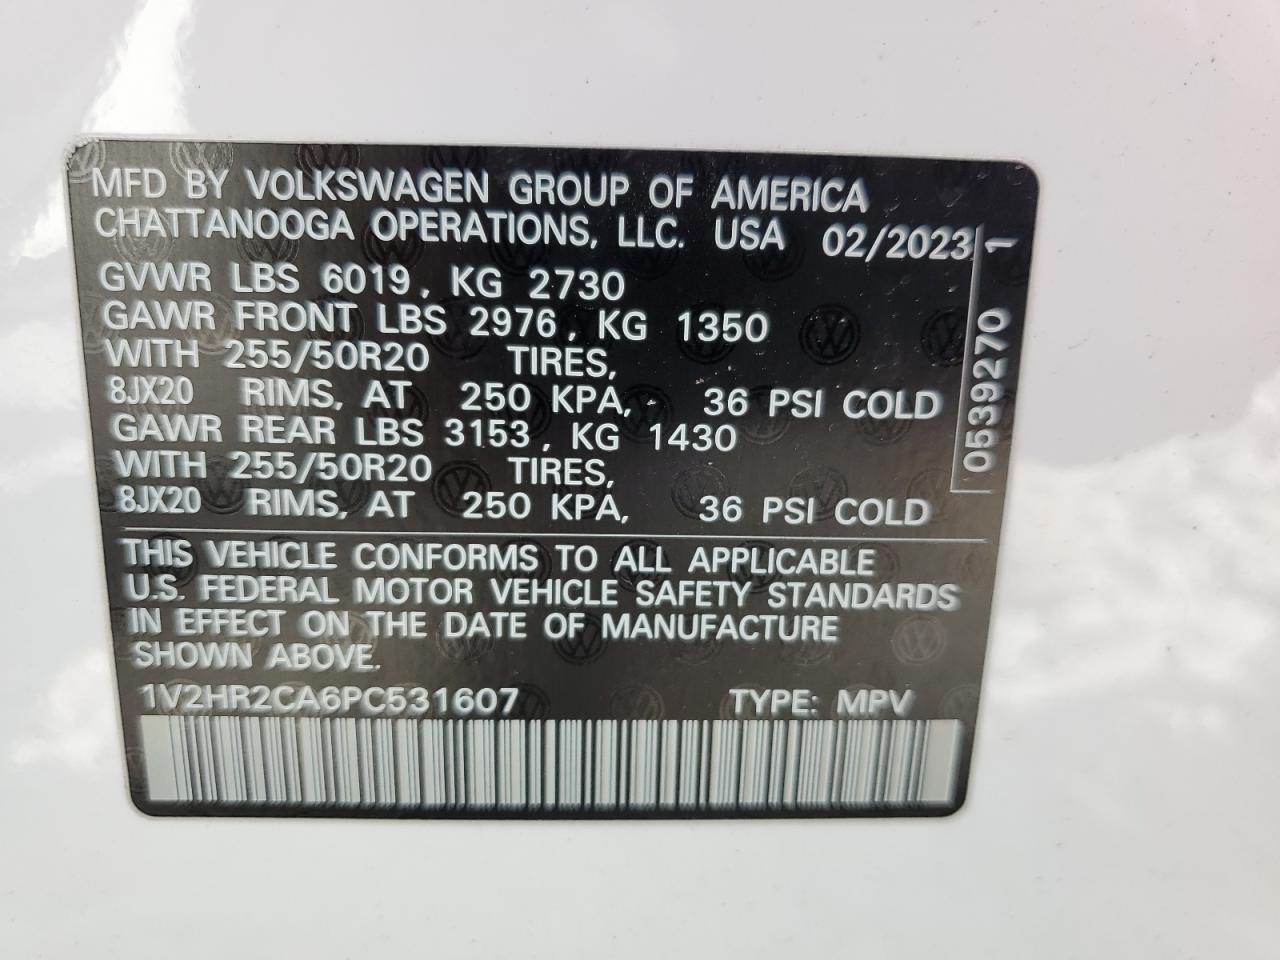 MFD BY VOLKSWAGEN GROUP OF AMERICA
CHATTANOOGA OPERATIONS, LLC. USA 02/2023
GVWR LBS 6019, KG 2730
GAWR FRONT LBS 2976, KG 1350
WITH 255/50R20 TIRES,
8JX20 RIMS, AT 250 KPA, 36 PSI COLD
GAWR REAR LBS 3153, KG 1430
WITH 255/50R20 TIRES,
8JX20 RIMS, AT 250 KPA, 36 PSI COLD
THIS VEHICLE CONFORMS TO ALL APPLICABLE
U.S. FEDERAL MOTOR VEHICLE SAFETY STANDARDS
IN EFFECT ON THE DATE OF MANUFACTURE
SHOWN ABOVE.
1V2HR2CA6PC531607 TYPE: MPV
0539270 1